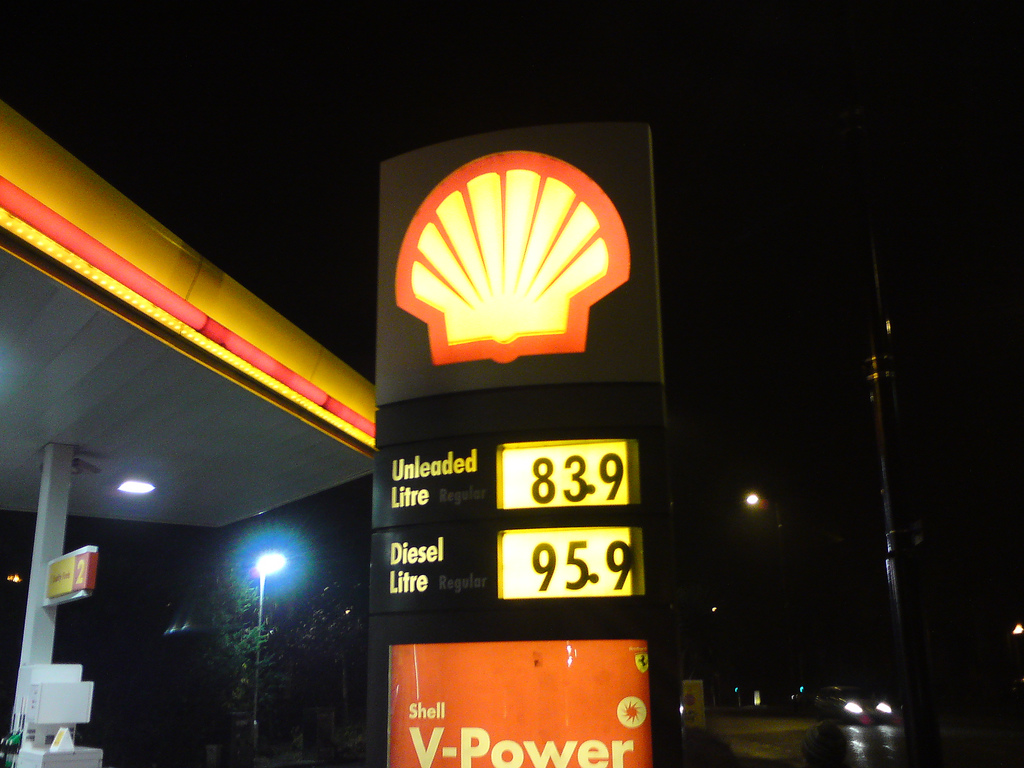 Unleaded
Litre Regular
83.9
Diesel
Litre Regular
95.9
2
Shell
V-Power